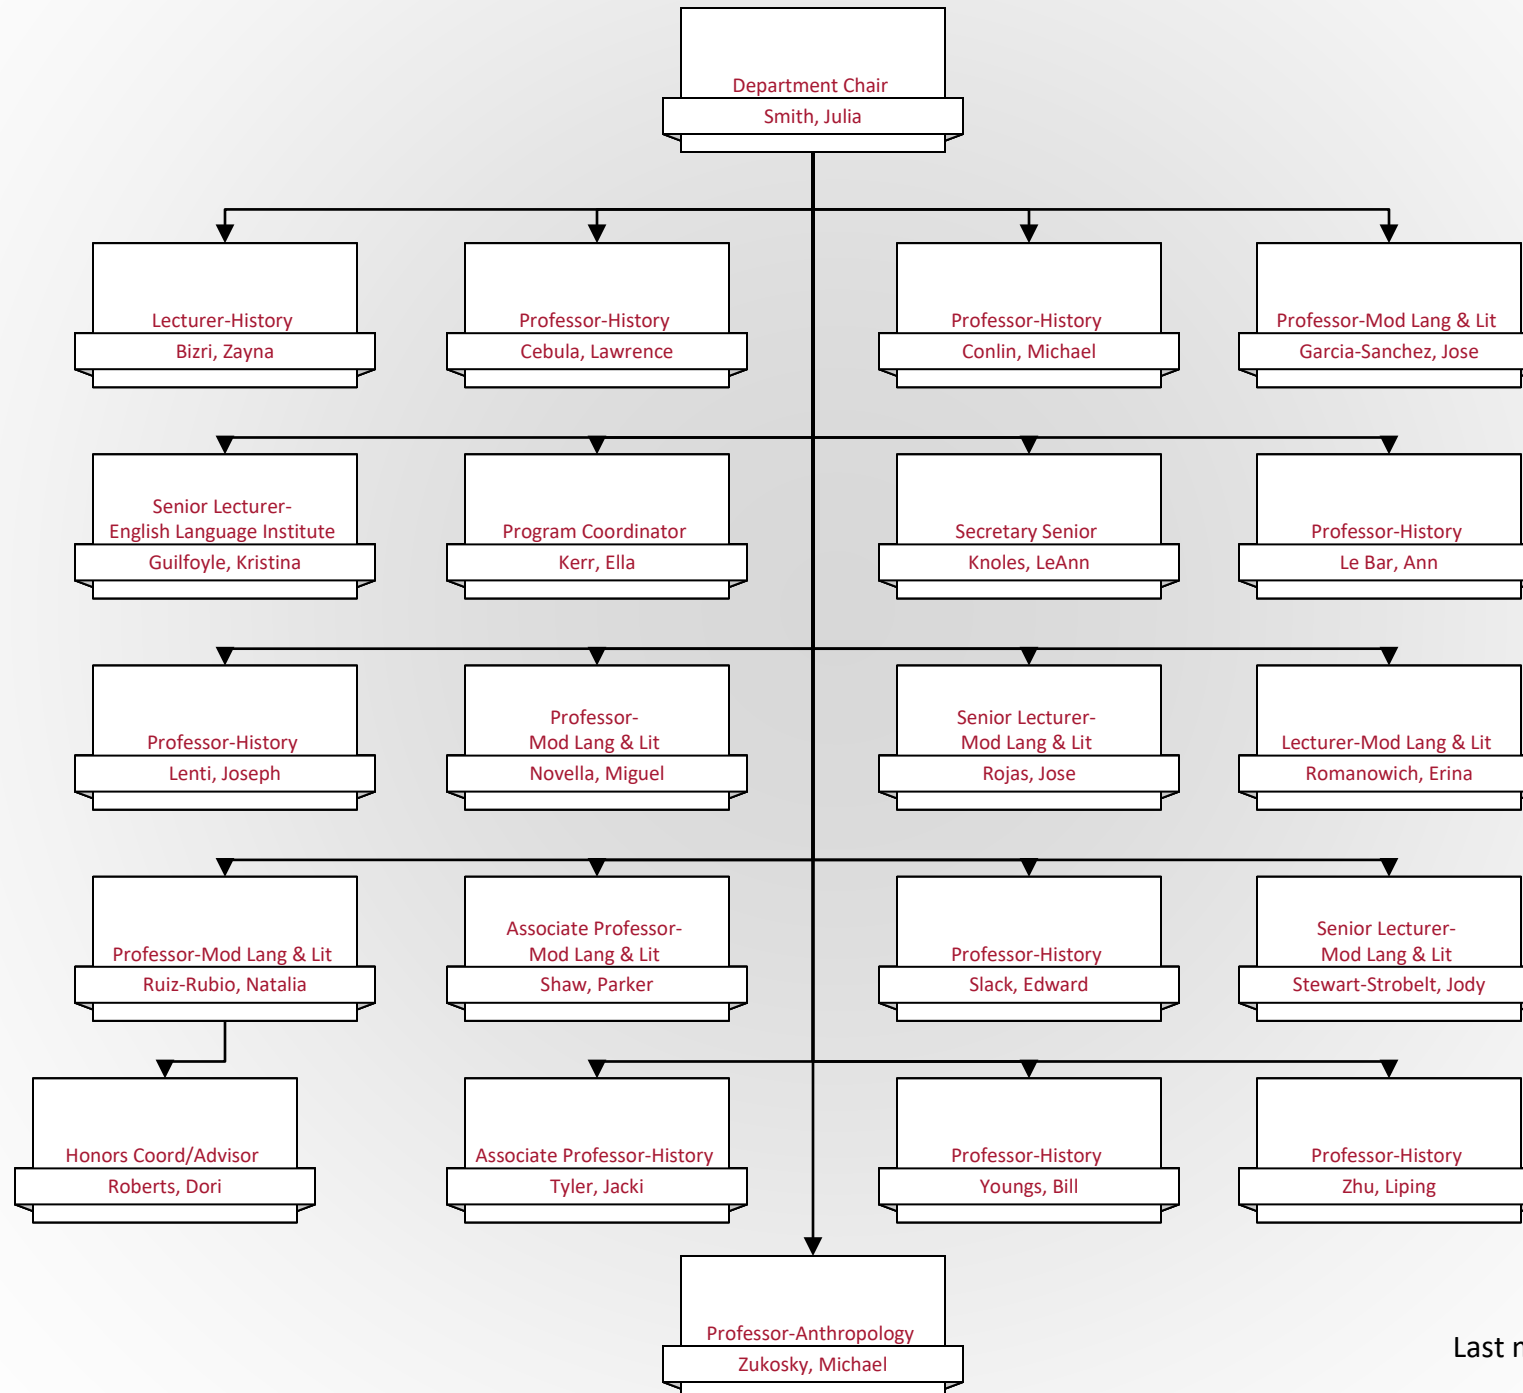 Department Chair
Smith, Julia
Lecturer-History
Bizri, Zayna
Professor-History
Cebula, Lawrence
Professor-History
Conlin, Michael
Professor-Mod Lang & Lit
Garcia-Sanchez, Jose
Senior Lecturer-
English Language Institute
Guilfoyle, Kristina
Program Coordinator
Kerr, Ella
Secretary Senior
Knoles, LeAnn
Professor-History
Le Bar, Ann
Professor-History
Lenti, Joseph
Professor-
Mod Lang & Lit
Novella, Miguel
Senior Lecturer-
Mod Lang & Lit
Rojas, Jose
Lecturer-Mod Lang & Lit
Romanowich, Erina
Professor-Mod Lang & Lit
Ruiz-Rubio, Natalia
Associate Professor-
Mod Lang & Lit
Shaw, Parker
Professor-History
Slack, Edward
Senior Lecturer-
Mod Lang & Lit
Stewart-Strobelt, Jody
Honors Coord/Advisor
Roberts, Dori
Associate Professor-History
Tyler, Jacki
Professor-History
Youngs, Bill
Professor-History
Zhu, Liping
Professor-Anthropology
Zukosky, Michael
Last